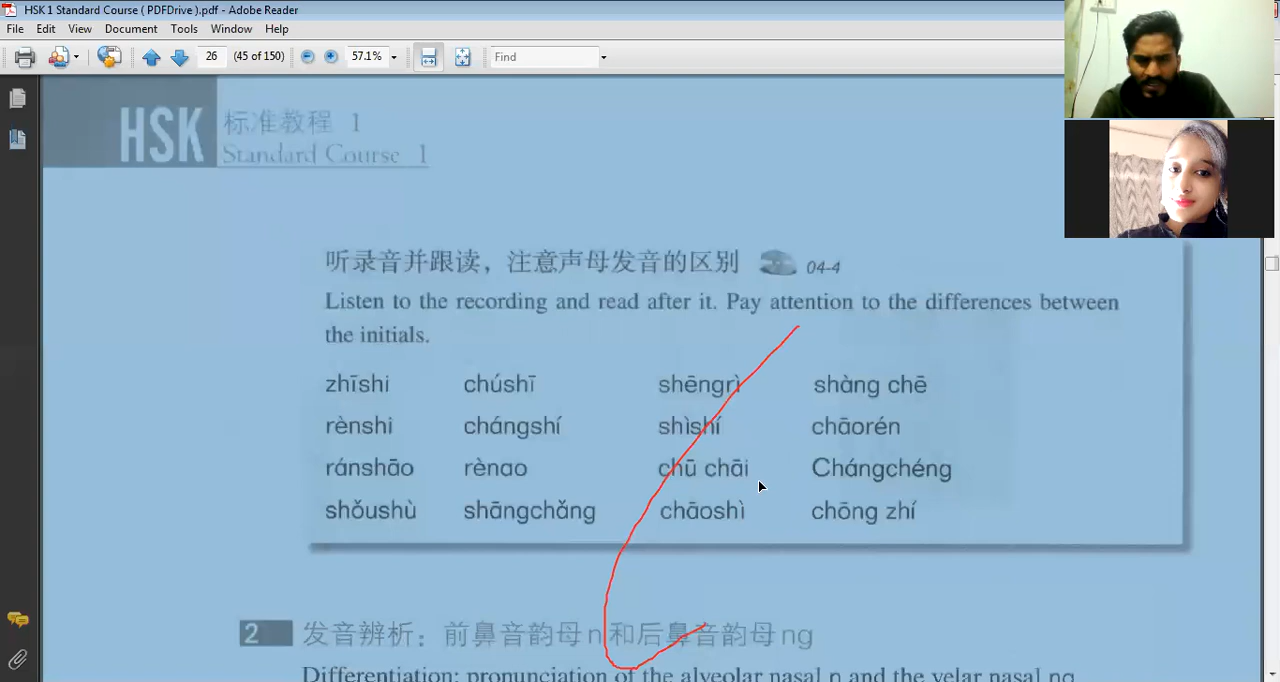 HSK 1 Standard Course ( PDFDrive ).pdf - Adobe Reader
File Edit View Document Tools Window Help
26 (45 of 150) 57.1% Find
HSK 标准教程 1
Standard Course 1
听录音并跟读，注意声母发音的区别 04-4
Listen to the recording and read after it. Pay attention to the differences between
the initials.
zhīshi chúshī shēngrì shàng chē
rènshi chángshí shìshí chāorén
ránshāo rènao chū chāi Chángchéng
shǒushù shāngchǎng chāoshì chōng zhí
2 发音辨析：前鼻音韵母n和后鼻音韵母ng
Differentiation: pronunciation of the alveolar nasal n and the velar nasal ng